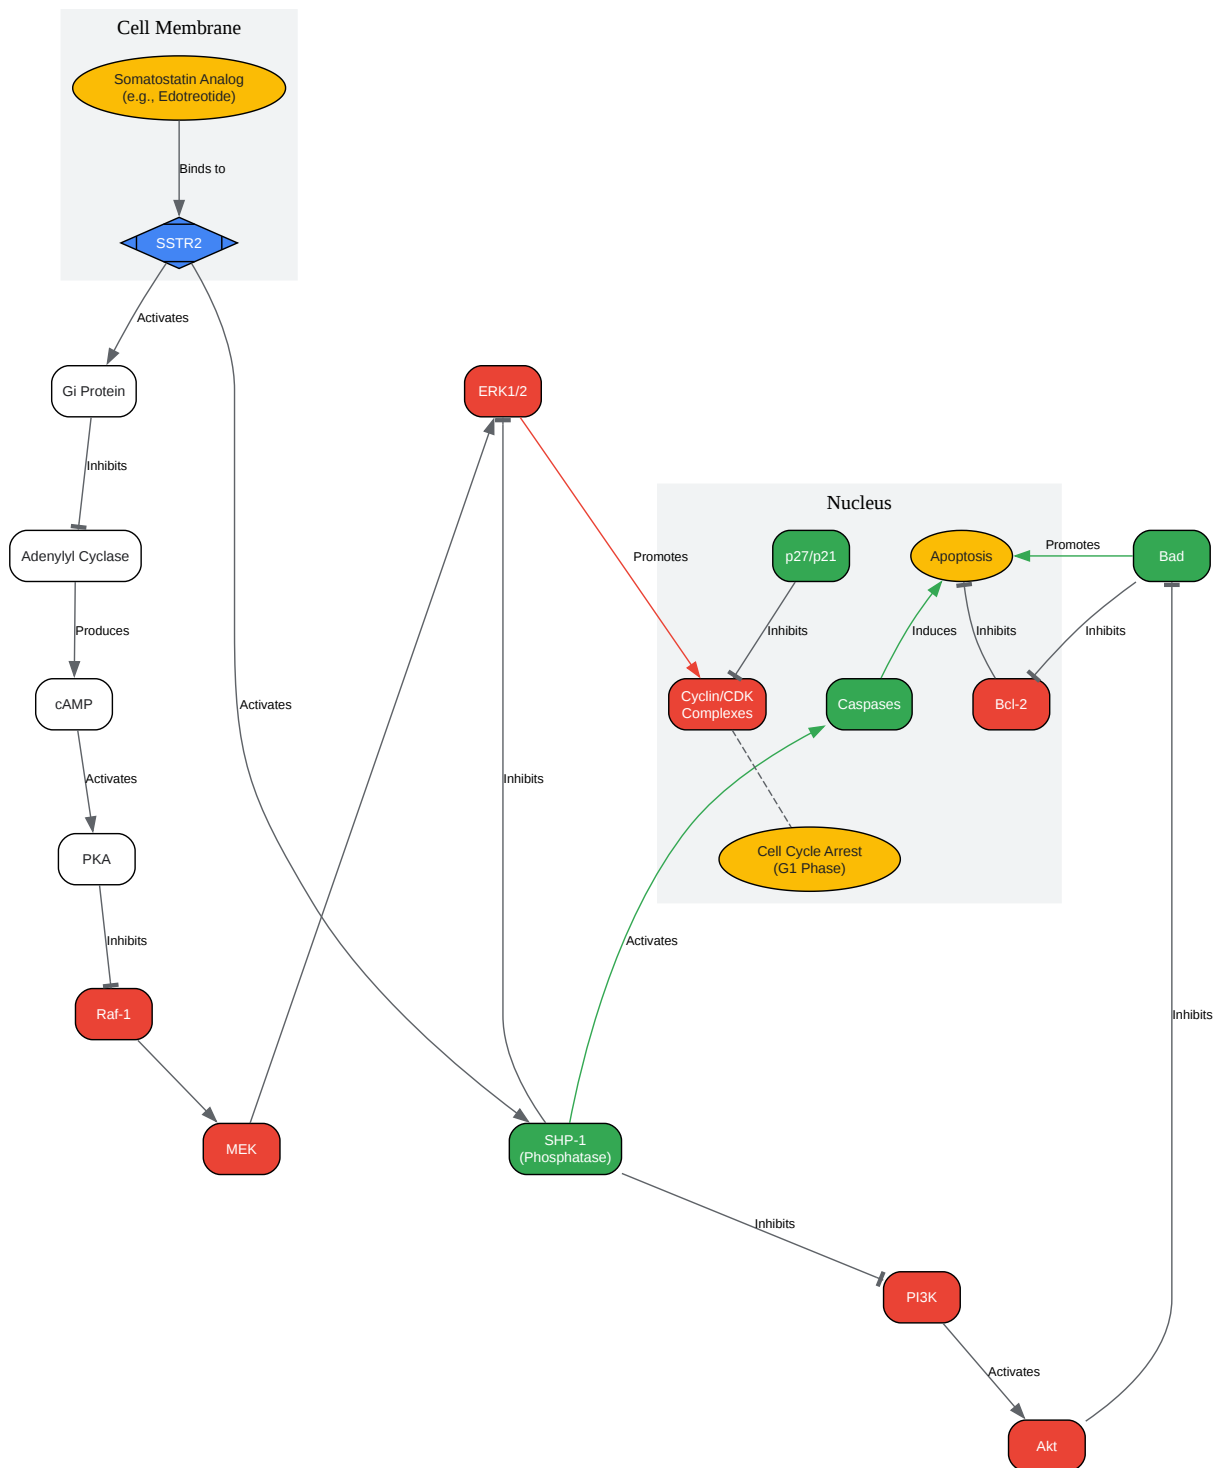 Cell Membrane
Somatostatin Analog
(e.g., Edotreotide)
Binds to
SSTR2
Activates
Gi Protein
ERK1/2
Inhibits
Nucleus
Adenylyl Cyclase
Promotes
p27/p21
Apoptosis
Promotes
Bad
Produces
Inhibits
Induces
Inhibits
Inhibits
cAMP
Activates
Cyclin/CDK
Complexes
Caspases
Bcl-2
Activates
Inhibits
PKA
Cell Cycle Arrest
(G1 Phase)
Inhibits
Activates
Raf-1
Inhibits
MEK
SHP-1
(Phosphatase)
Inhibits
PI3K
Activates
Akt